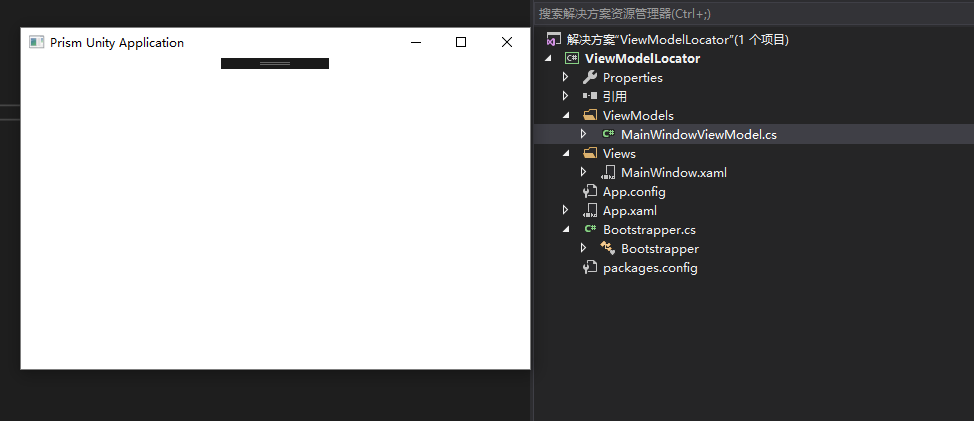 Prism Unity Application
搜索解决方案资源管理器(Ctrl+;)
解决方案"ViewModelLocator"(1 个项目)
C# ViewModelLocator
Properties
引用
ViewModels
C# MainWindowViewModel.cs
Views
MainWindow.xaml
App.config
App.xaml
C# Bootstrapper.cs
Bootstrapper
packages.config